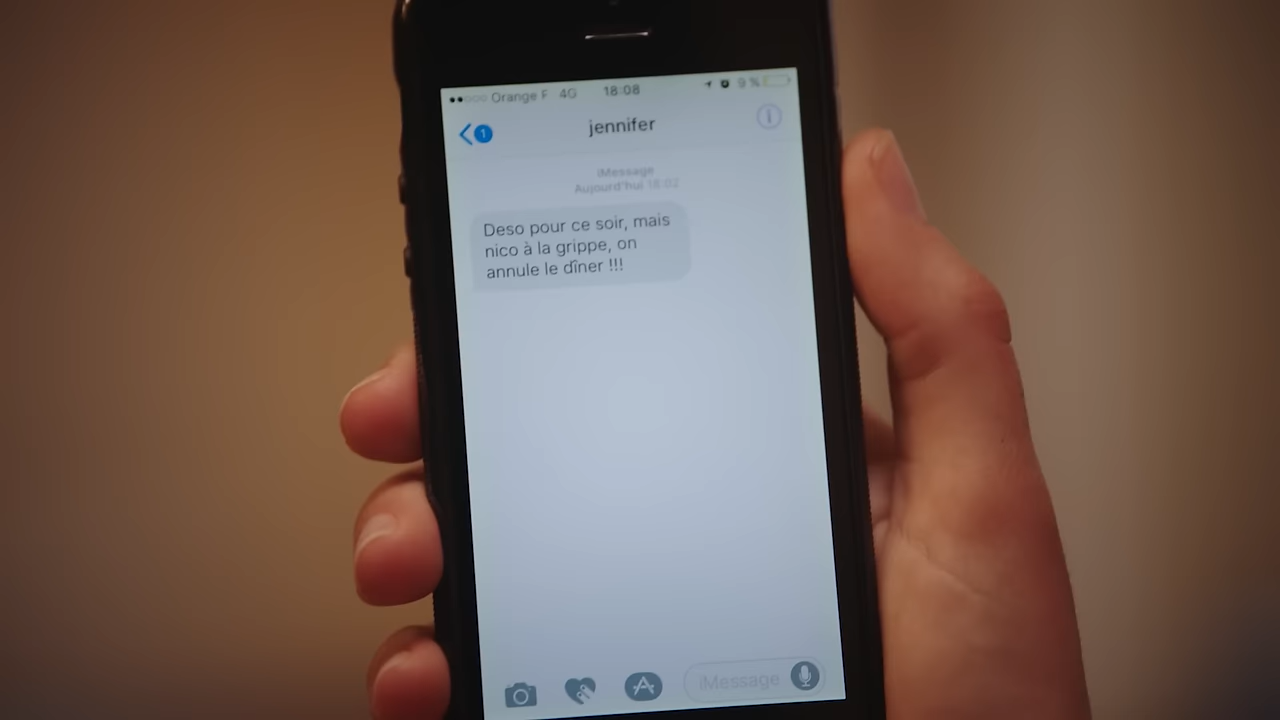 Orange F 4G 18:08 9 %
1
jennifer
iMessage
Aujourd'hui 18:02
Deso pour ce soir, mais
nico à la grippe, on
annule le dîner !!!
iMessage